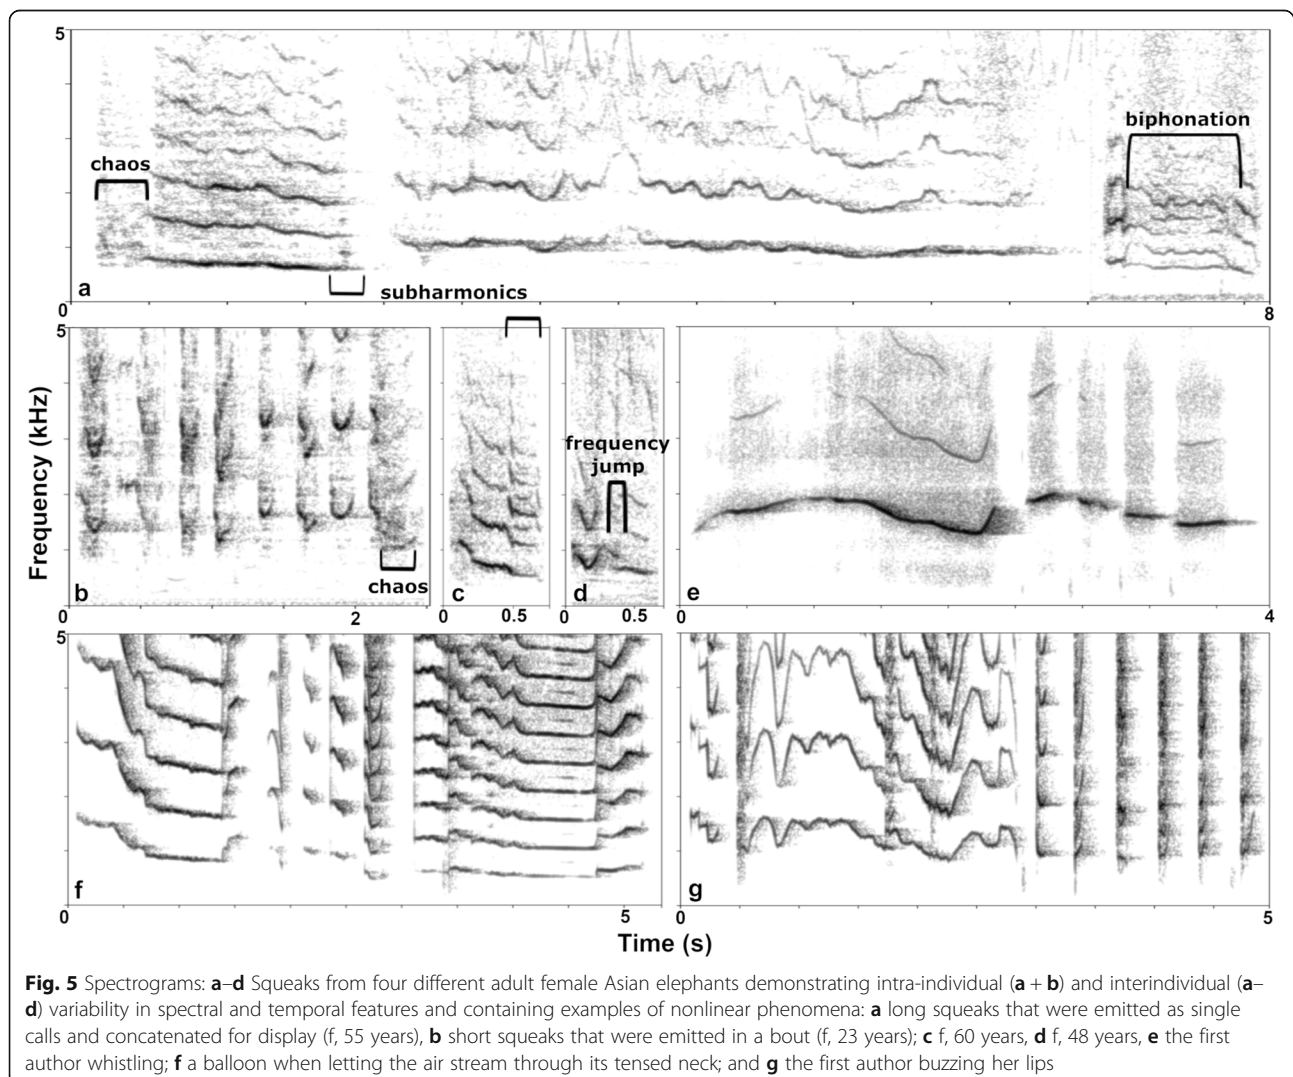 5
chaos
biphonation
a
subharmonics
0
8
5
frequency
jump
b
chaos
c
d
e
0
2
0
0.5
0
0.5
0
4
Frequency (kHz)
5
5
f
g
0
5
0
5
Time (s)
Fig. 5 Spectrograms: a–d Squeaks from four different adult female Asian elephants demonstrating intra-individual (a + b) and interindividual (a–
d) variability in spectral and temporal features and containing examples of nonlinear phenomena: a long squeaks that were emitted as single
calls and concatenated for display (f, 55 years), b short squeaks that were emitted in a bout (f, 23 years); c f, 60 years, d f, 48 years, e the first
author whistling; f a balloon when letting the air stream through its tensed neck; and g the first author buzzing her lips